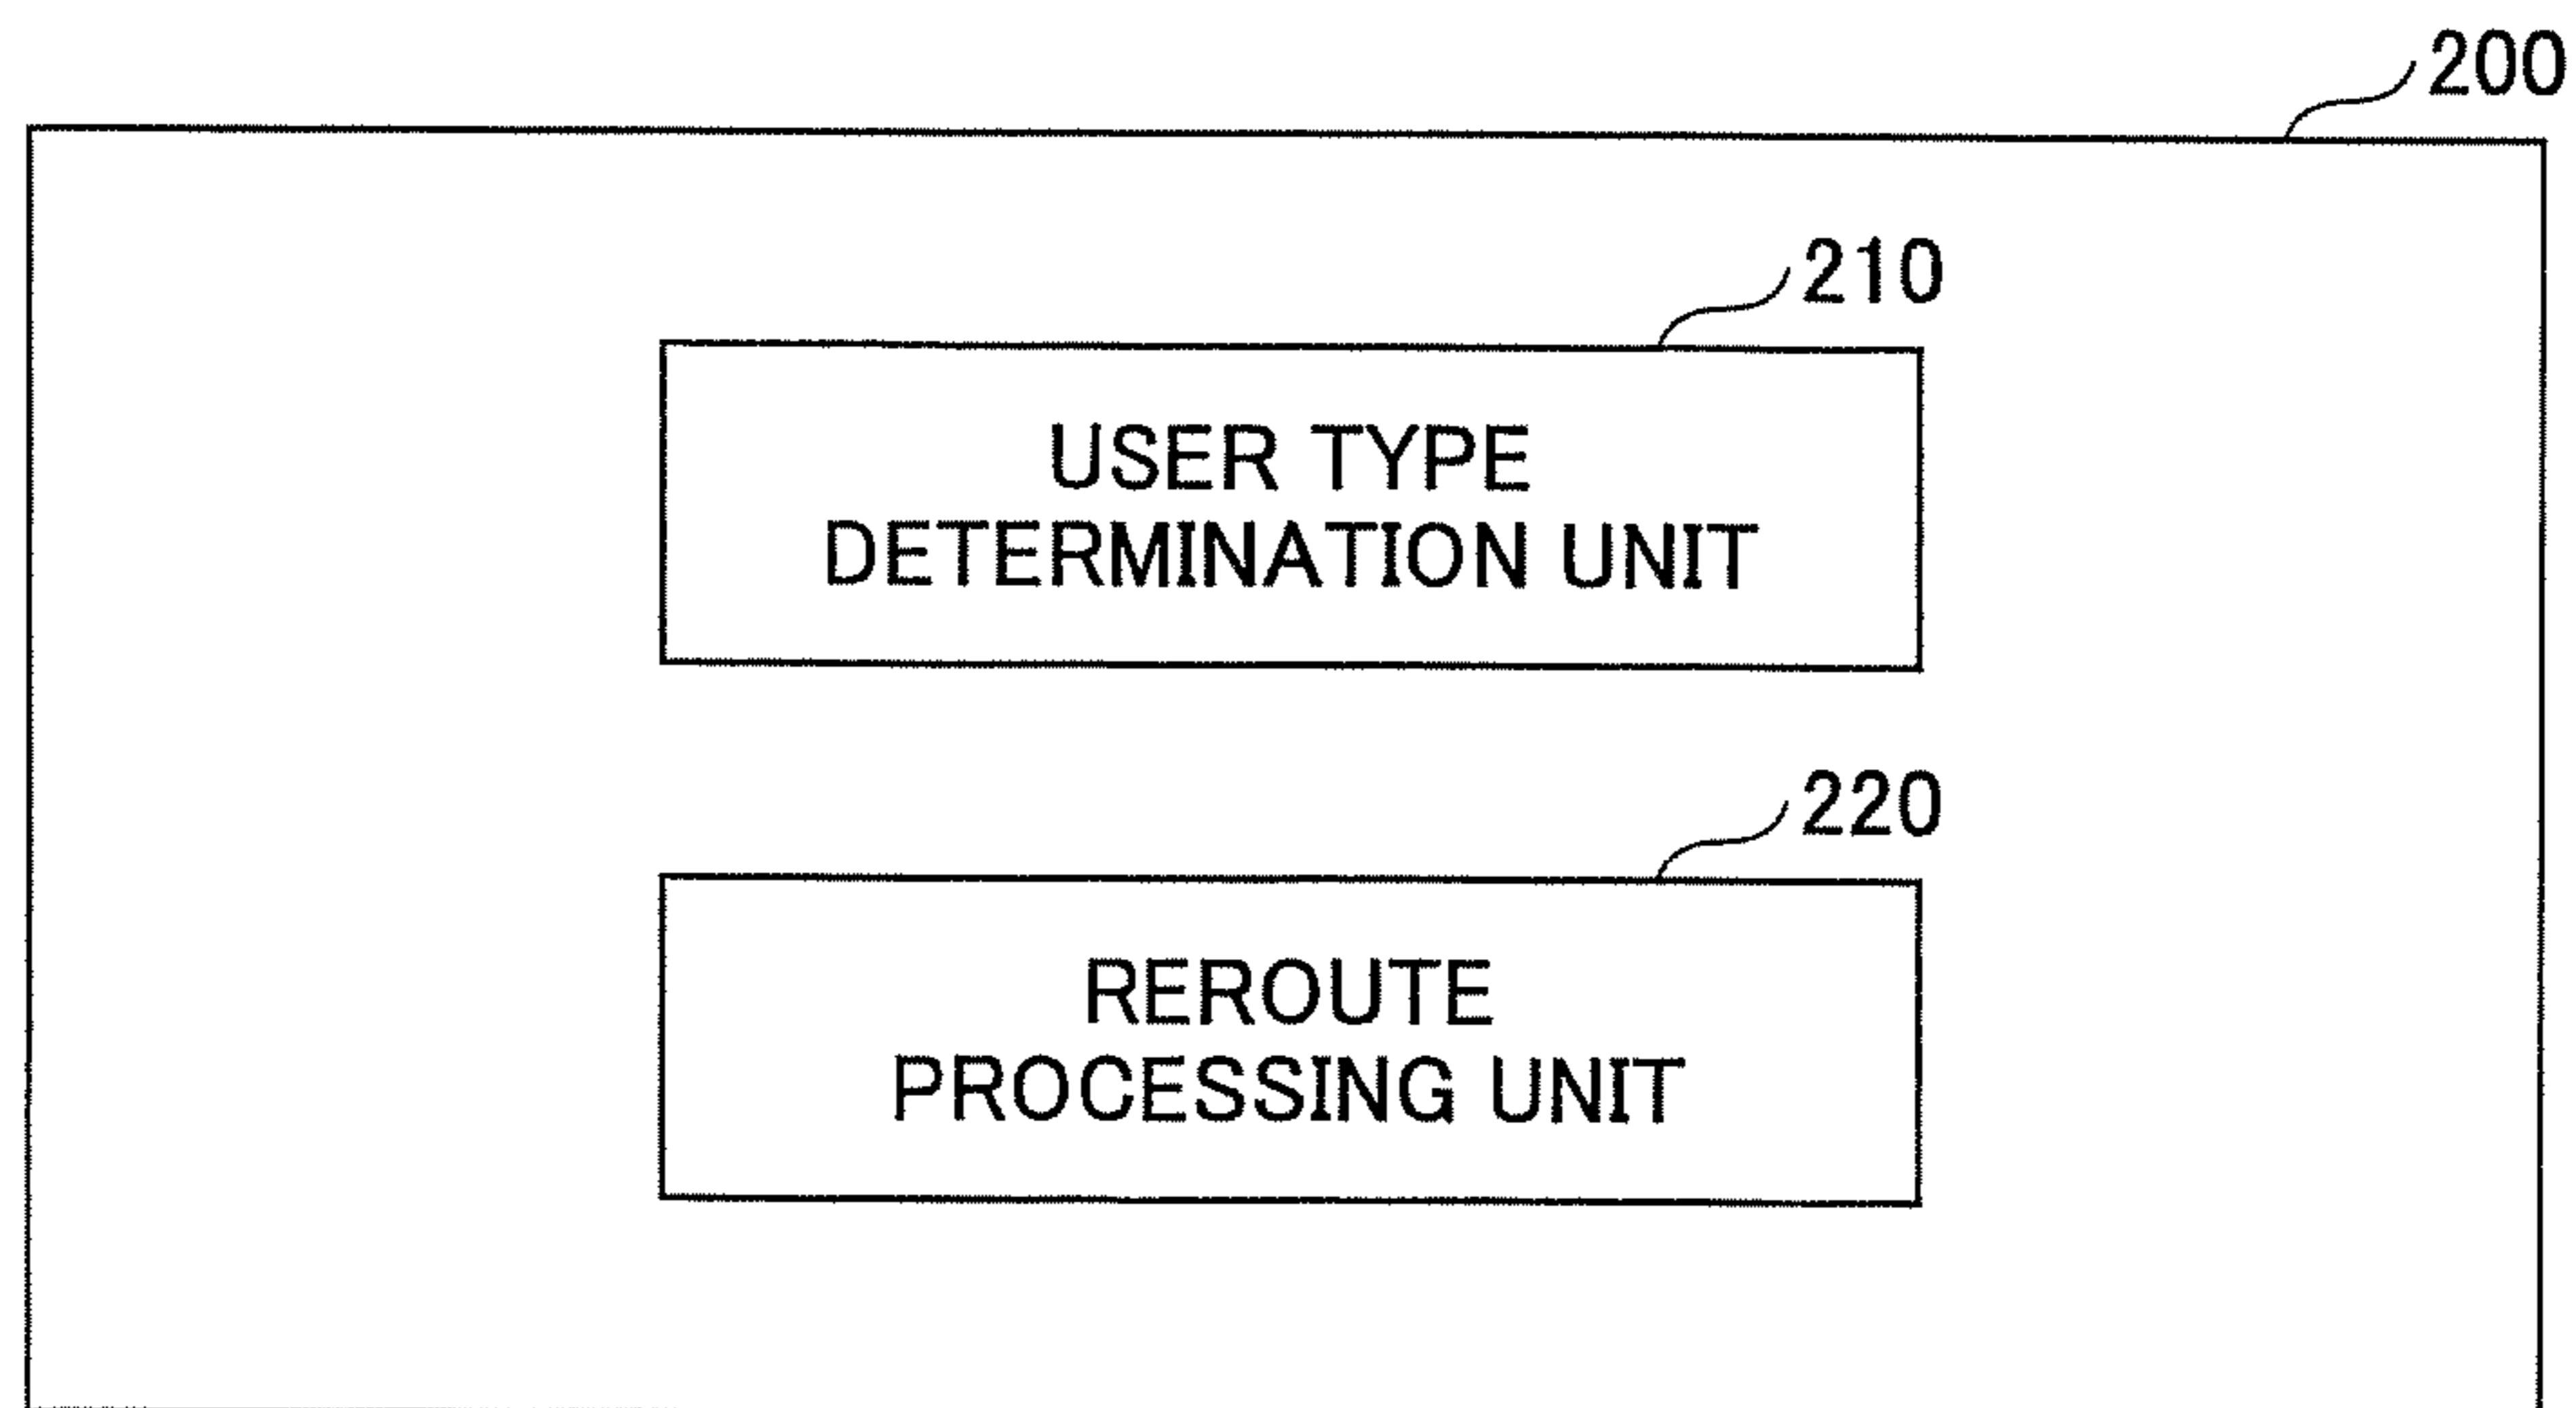 200
210
USER TYPE
DETERMINATION UNIT
220
REROUTE
PROCESSING UNIT